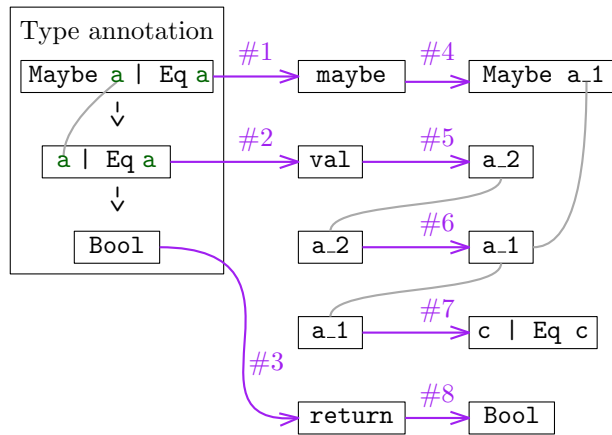 Type annotation
#1
#4
Maybe a | Eq a
maybe
Maybe a_1
#2
#5
a | Eq a
val
a_2
#6
Bool
a_2
a_1
#7
a_1
c | Eq c
#3
#8
return
Bool